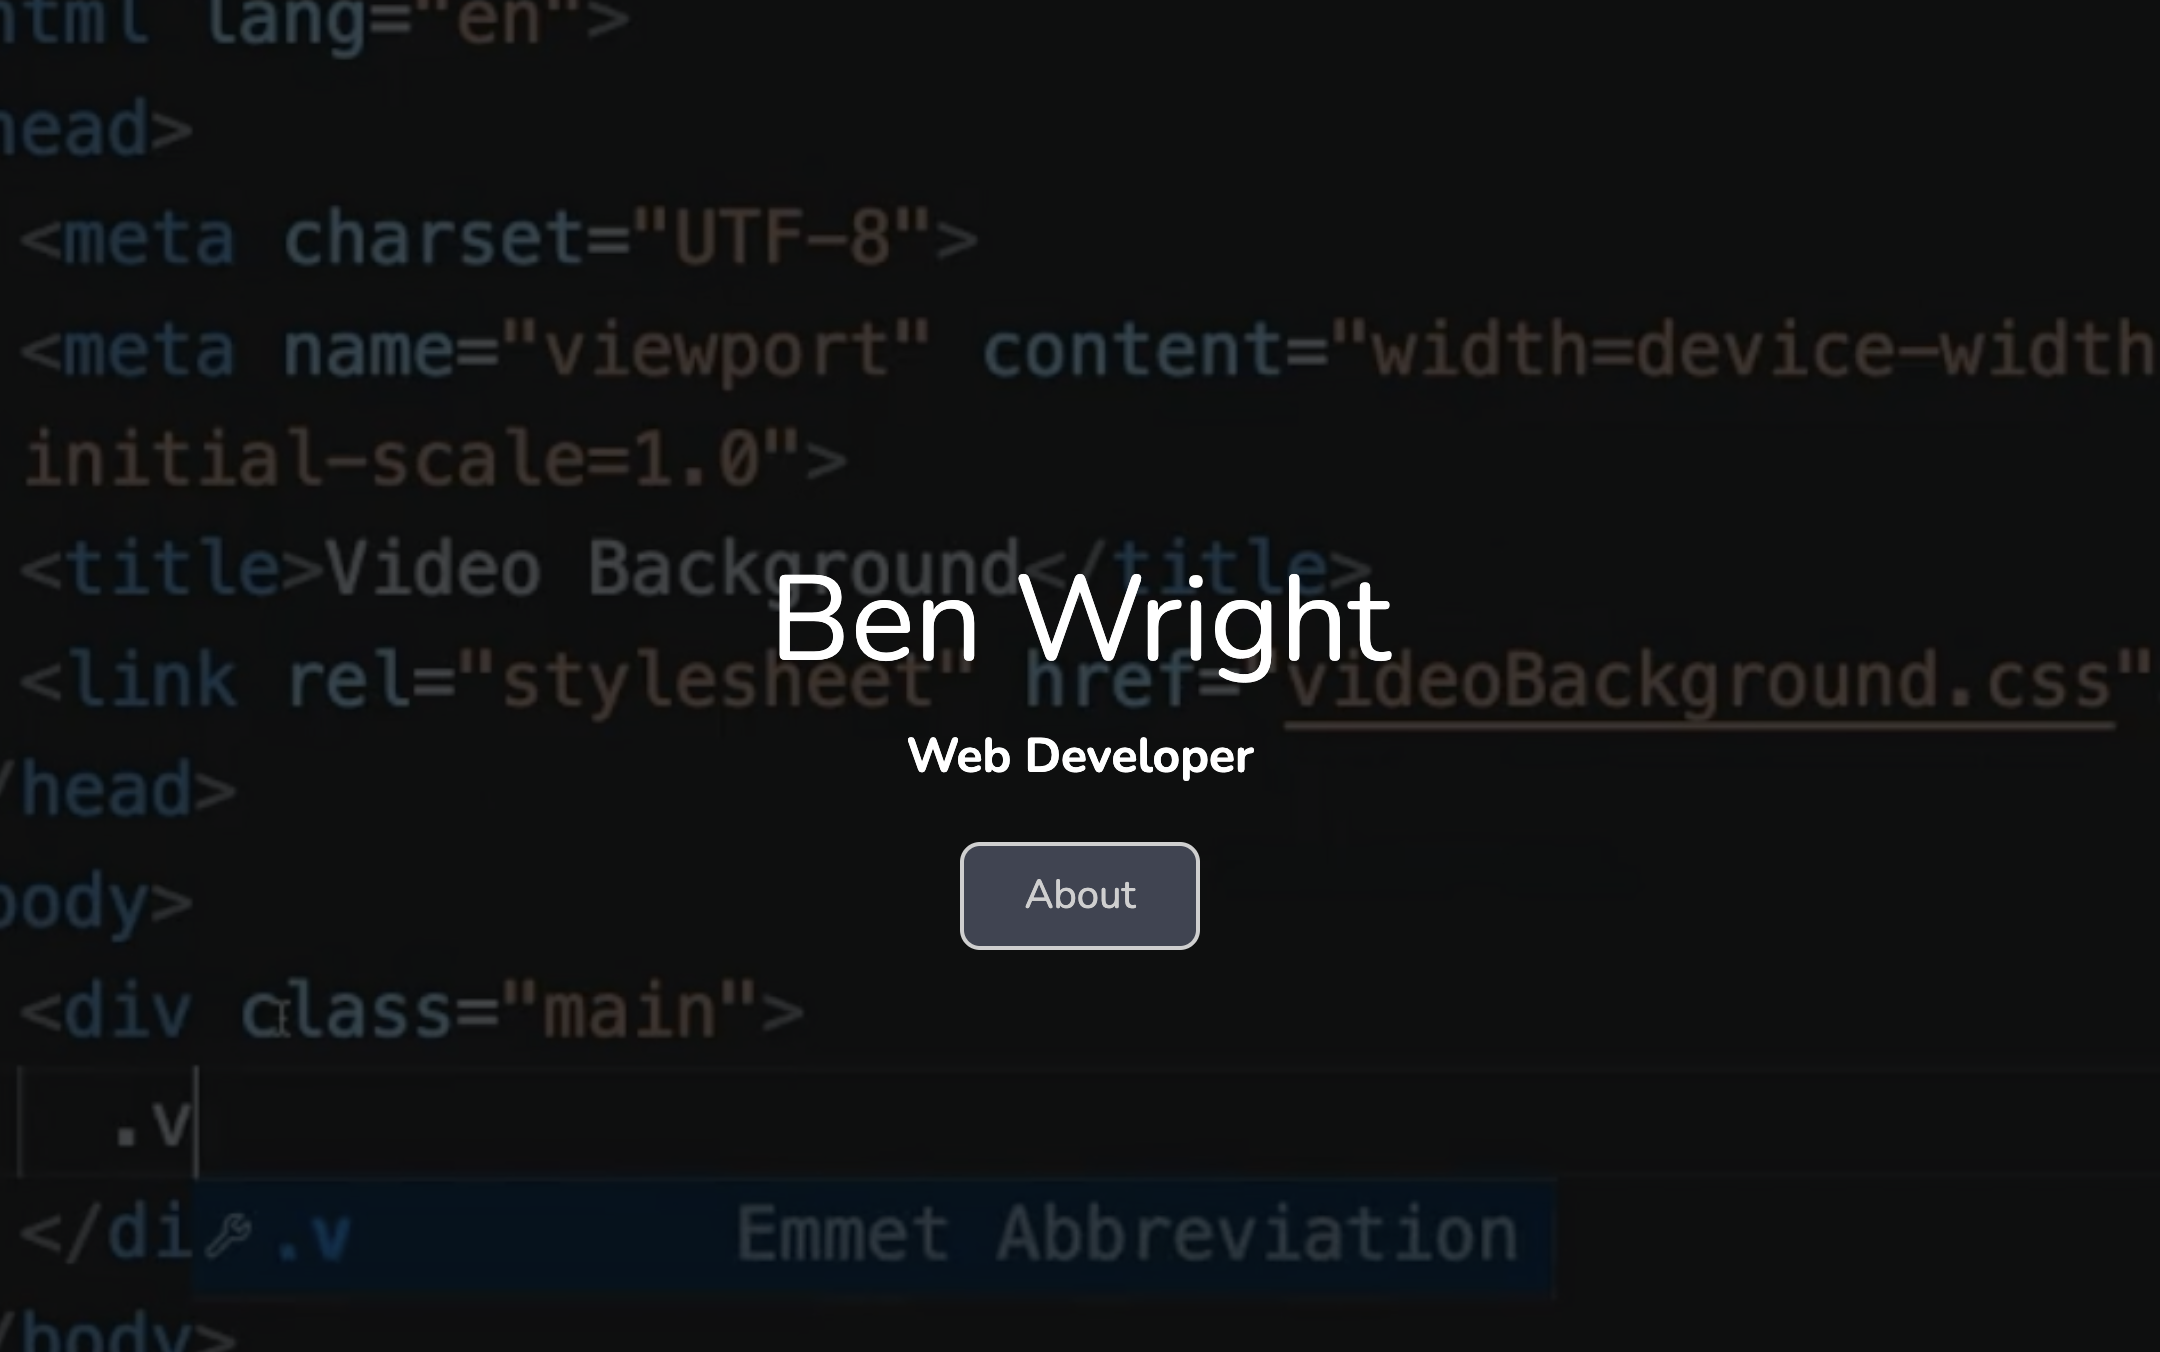 html lang="en">
head>
<meta charset="UTF-8">
<meta name="viewport" content="width=device-width
initial-scale=1.0">
<title>Video Background</title>
Ben Wright
<link rel="stylesheet" href="videoBackground.css"
Web Developer
/head>
About
body>
<div class="main">
.v
</di .v Emmet Abbreviation
/body>